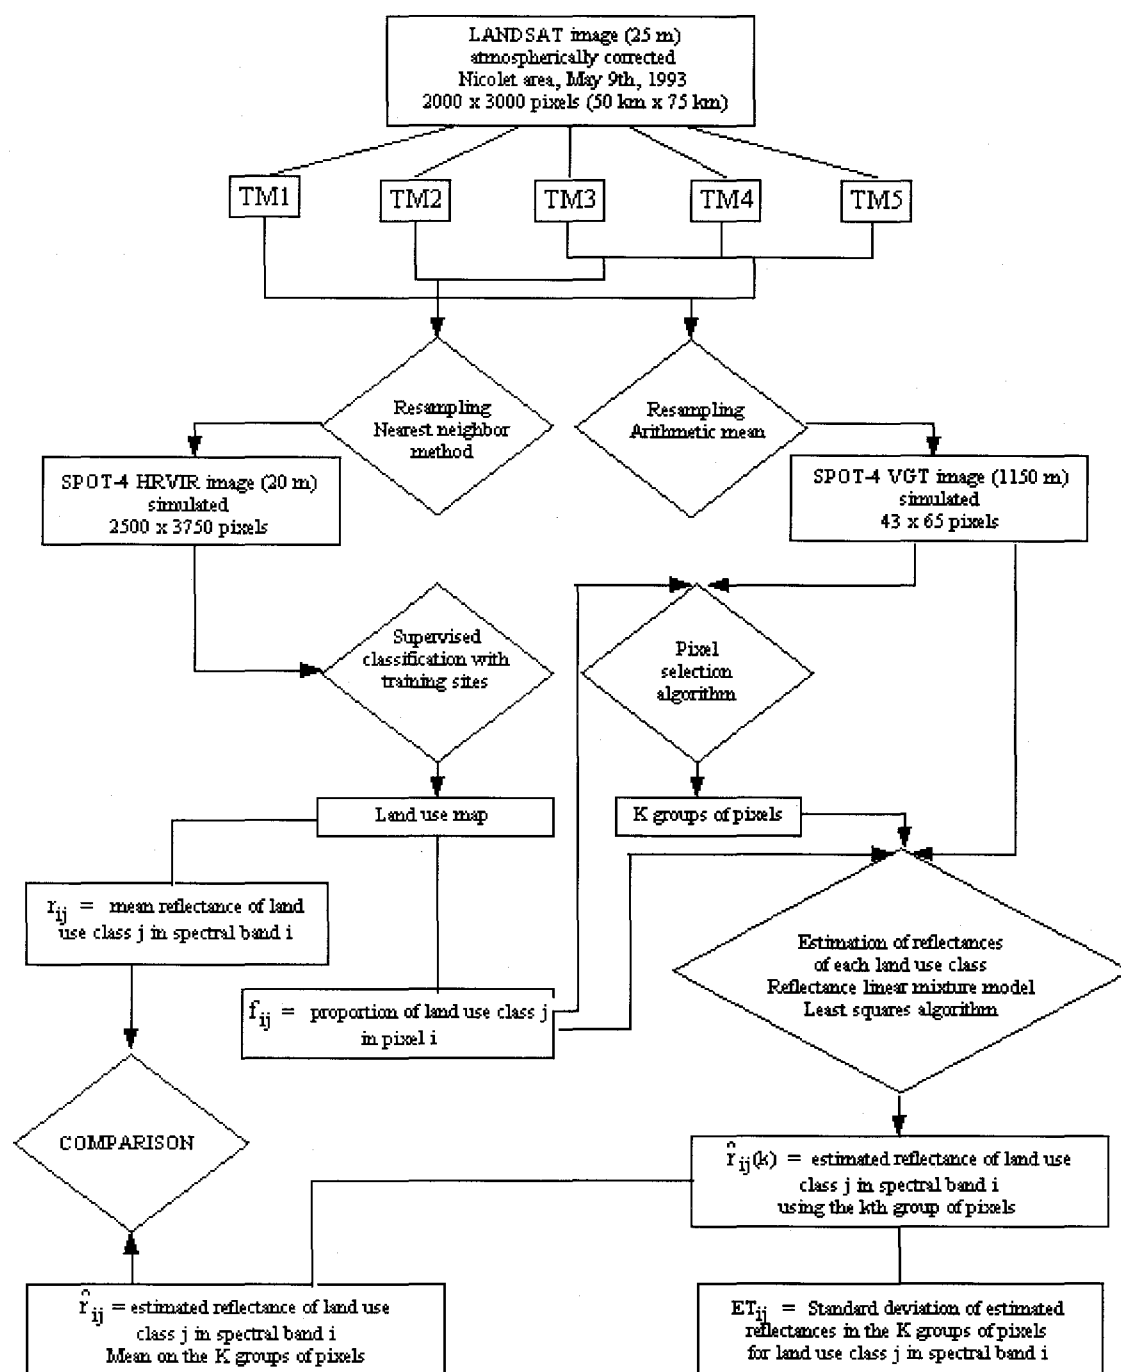 LANDSAT image (25 m)
atmospherically corrected
Nicolet area, May 9th, 1993
2000 x 3000 pixels (50 km x 75 km)
TM1
TM2
TM3
TM4
TM5
Resampling
Nearest neighbor
method
Resampling
Arithmetic mean
SPOT-4 HRVIR image (20 m)
simulated
2500 x 3750 pixels
SPOT-4 VGT image (1150 m)
simulated
43 x 65 pixels
Supervised
classification with
training sites
Pixel
selection
algorithm
Land use map
K groups of pixels
r_ij = mean reflectance of land
use class j in spectral band i
Estimation of reflectances
of each land use class
Reflectance linear mixture model
Least squares algorithm
f_ij = proportion of land use class j
in pixel i
COMPARISON
r̂_ij(k) = estimated reflectance of land use
class j in spectral band i
using the kth group of pixels
r̂_ij = estimated reflectance of land use
class j in spectral band i
Mean on the K groups of pixels
ET_ij = Standard deviation of estimated
reflectances in the K groups of pixels
for land use class j in spectral band i